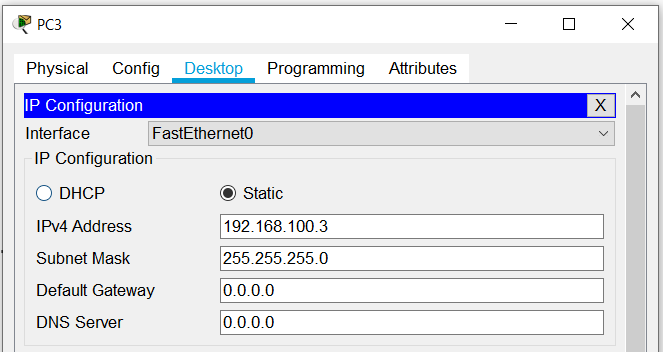 PC3
Physical Config Desktop Programming Attributes
IP Configuration X
Interface FastEthernet0
IP Configuration
DHCP Static
IPv4 Address 192.168.100.3
Subnet Mask 255.255.255.0
Default Gateway 0.0.0.0
DNS Server 0.0.0.0